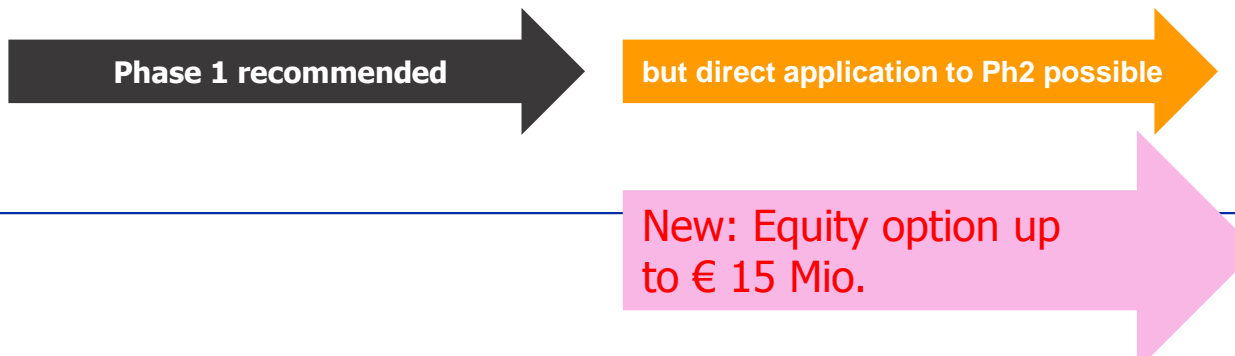 Phase 1 recommended
but direct application to Ph2 possible
New: Equity option up
to € 15 Mio.